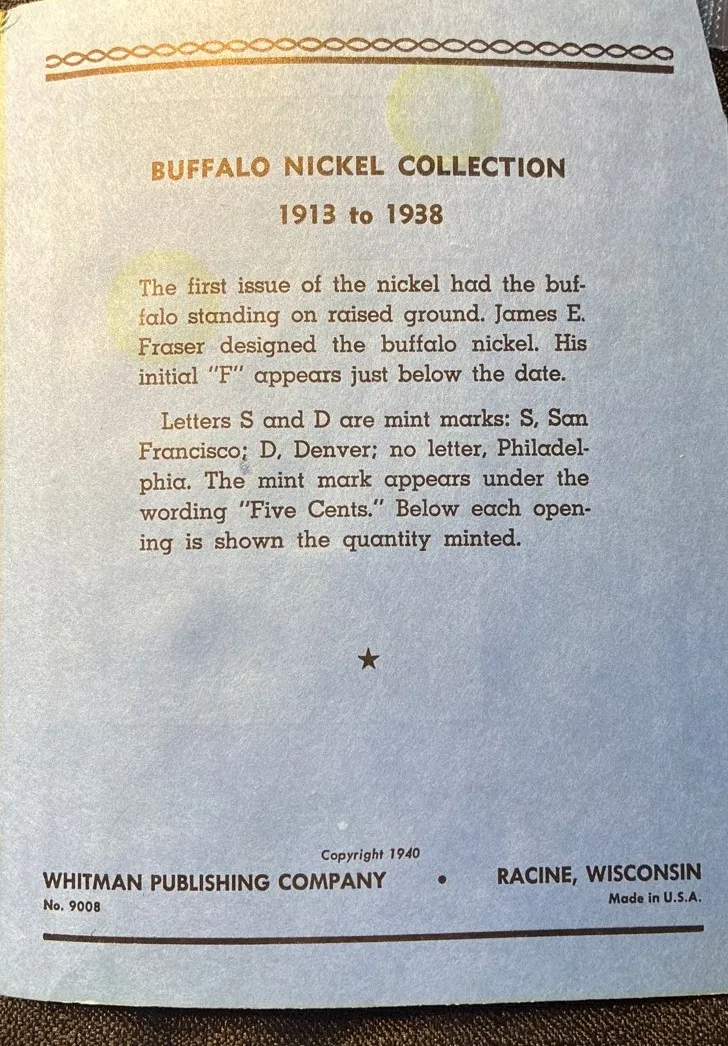 BUFFALO NICKEL COLLECTION
1913 to 1938
The first issue of the nickel had the buf-
falo standing on raised ground. James E.
Fraser designed the buffalo nickel. His
initial "F" appears just below the date.
Letters S and D are mint marks: S, San
Francisco; D, Denver; no letter, Philadel-
phia. The mint mark appears under the
wording "Five Cents." Below each open-
ing is shown the quantity minted.
Copyright 1940
WHITMAN PUBLISHING COMPANY • RACINE, WISCONSIN
No. 9008 Made in U.S.A.